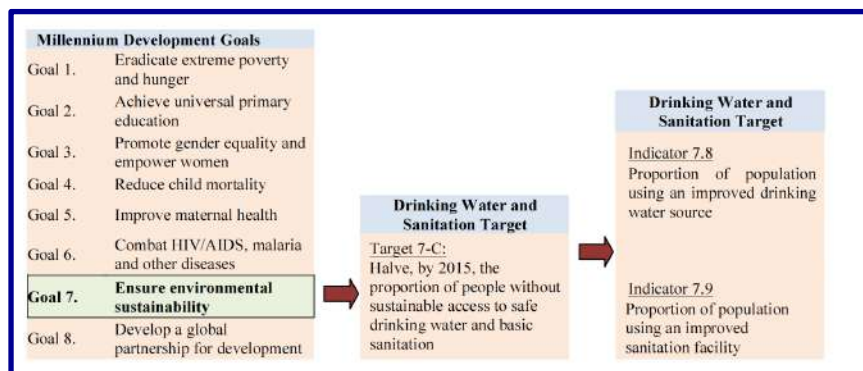 Millennium Development Goals
Goal 1. Eradicate extreme poverty
and hunger
Goal 2. Achieve universal primary
education
Goal 3. Promote gender equality and
empower women
Goal 4. Reduce child mortality
Goal 5. Improve maternal health
Goal 6. Combat HIV/AIDS, malaria
and other diseases
Goal 7. Ensure environmental
sustainability
Goal 8. Develop a global
partnership for development
Drinking Water and
Sanitation Target
Target 7-C:
Halve, by 2015, the
proportion of people without
sustainable access to safe
drinking water and basic
sanitation
Drinking Water and
Sanitation Target
Indicator 7.8
Proportion of population
using an improved drinking
water source
Indicator 7.9
Proportion of population
using an improved
sanitation facility